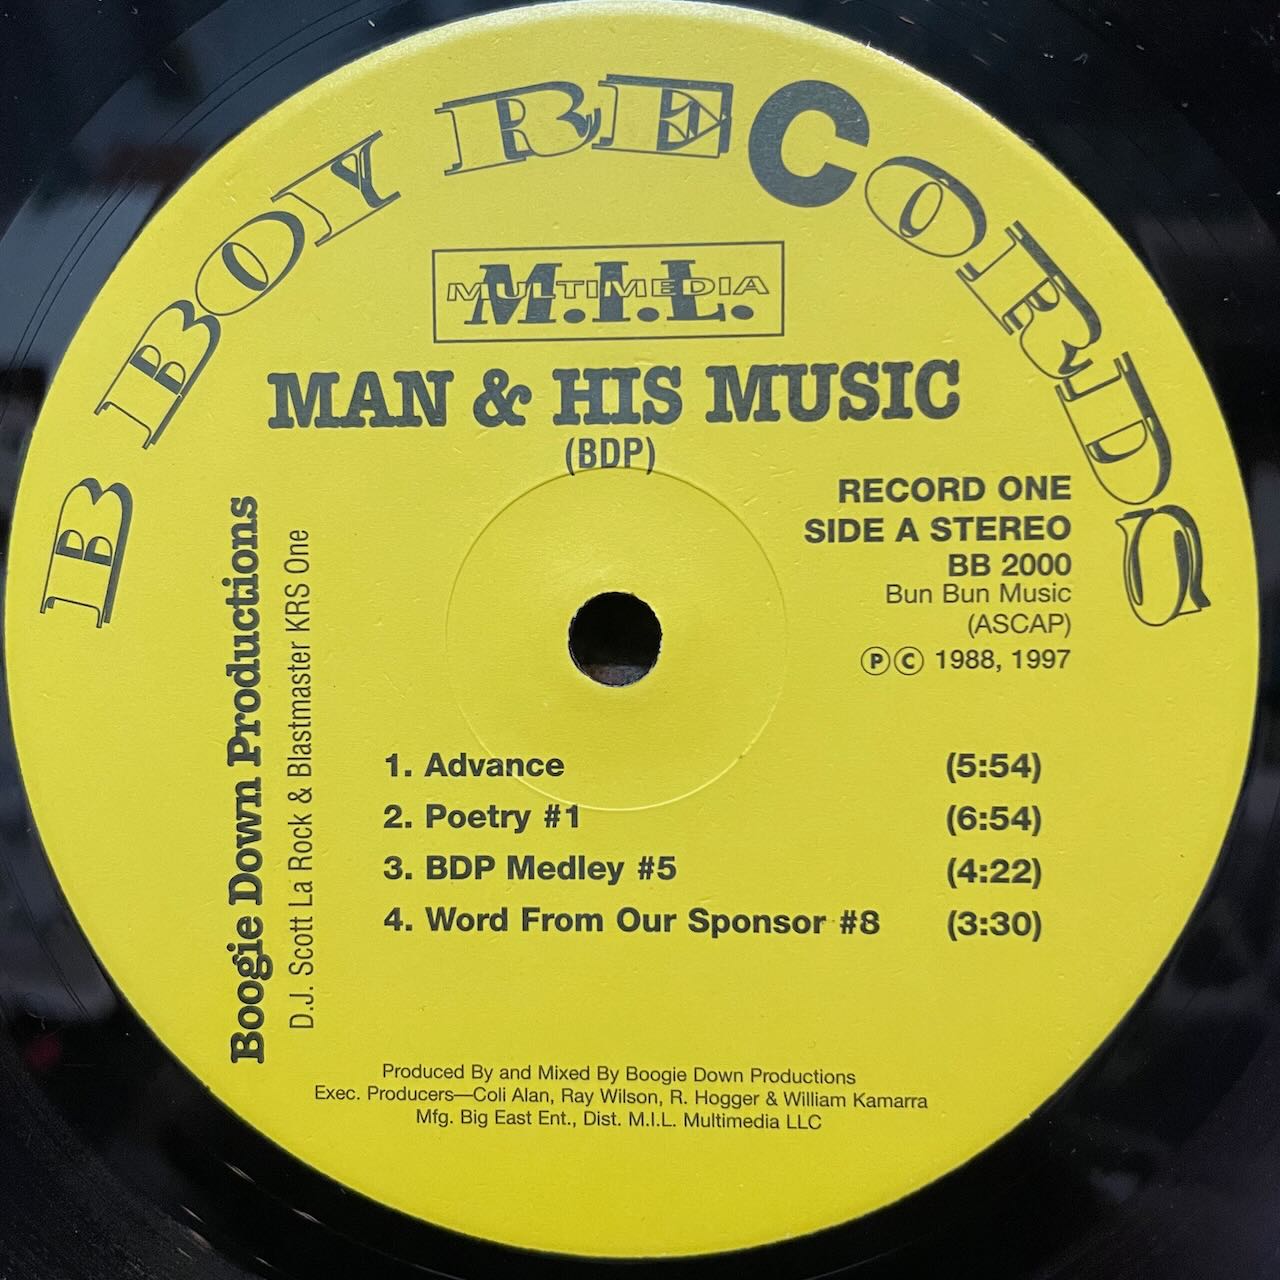 B BOY RECORDS
M.I.L.
MULTIMEDIA
MAN & HIS MUSIC
(BDP)
RECORD ONE
SIDE A STEREO
BB 2000
Bun Bun Music
(ASCAP)
Ⓟ© 1988, 1997
Boogie Down Productions
D.J. Scott La Rock & Blastmaster KRS One
1. Advance (5:54)
2. Poetry #1 (6:54)
3. BDP Medley #5 (4:22)
4. Word From Our Sponsor #8 (3:30)
Produced By and Mixed By Boogie Down Productions
Exec. Producers—Coli Alan, Ray Wilson, R. Hogger & William Kamarra
Mfg. Big East Ent., Dist. M.I.L. Multimedia LLC